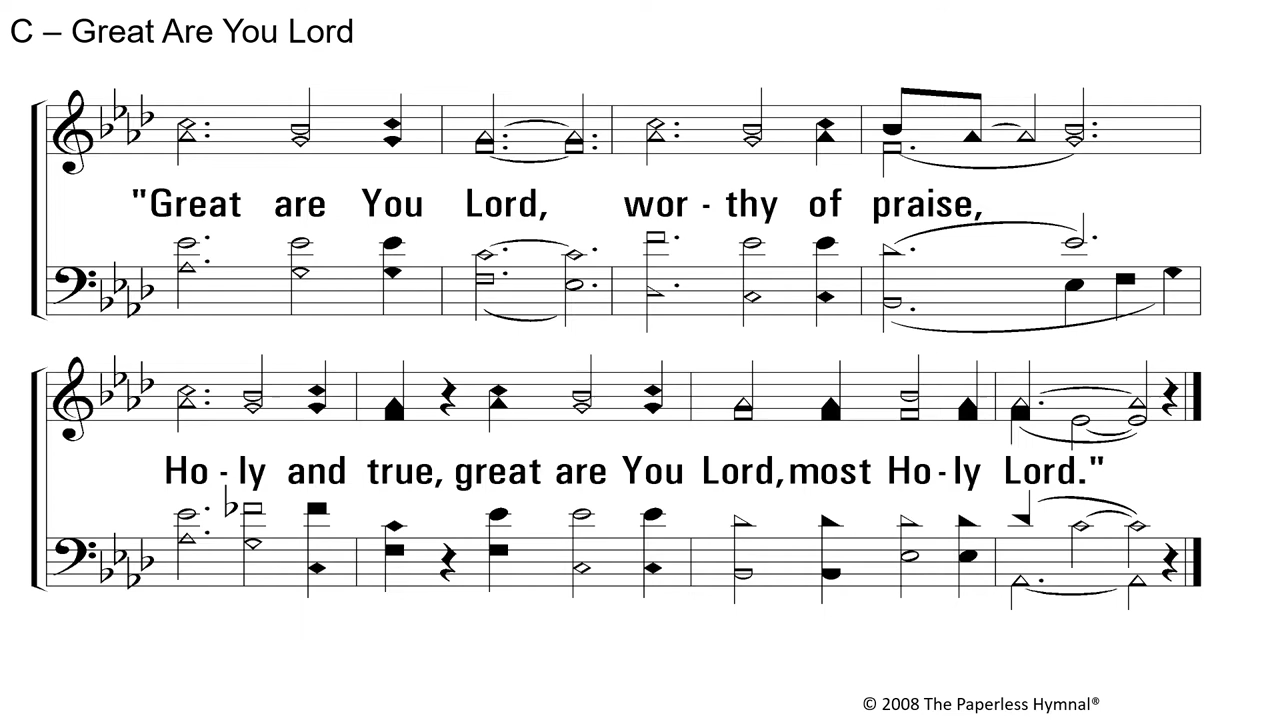 C – Great Are You Lord
"Great are You Lord, wor - thy of praise,
Ho - ly and true, great are You Lord, most Ho - ly Lord."
© 2008 The Paperless Hymnal®